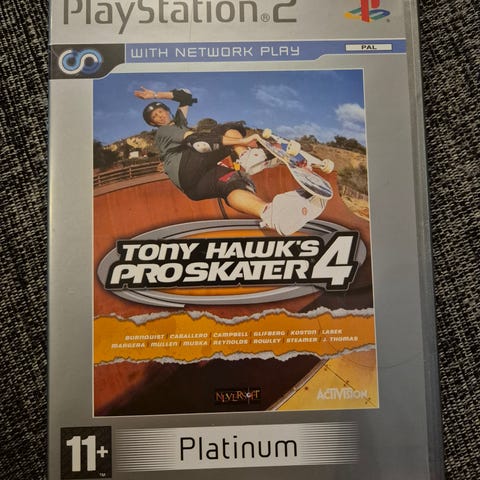 PlayStation®2
WITH NETWORK PLAY
PAL
TONY HAWK'S
PRO SKATER 4
BURNQUIST / CABALLERO / CAMPBELL / GLIFBERG / KOSTON / LASEK
MARGERA / MULLEN / MUSKA / REYNOLDS / ROWLEY / STEAMER / J. THOMAS
NEVERSOFT
ACTIVISION
11+
Platinum